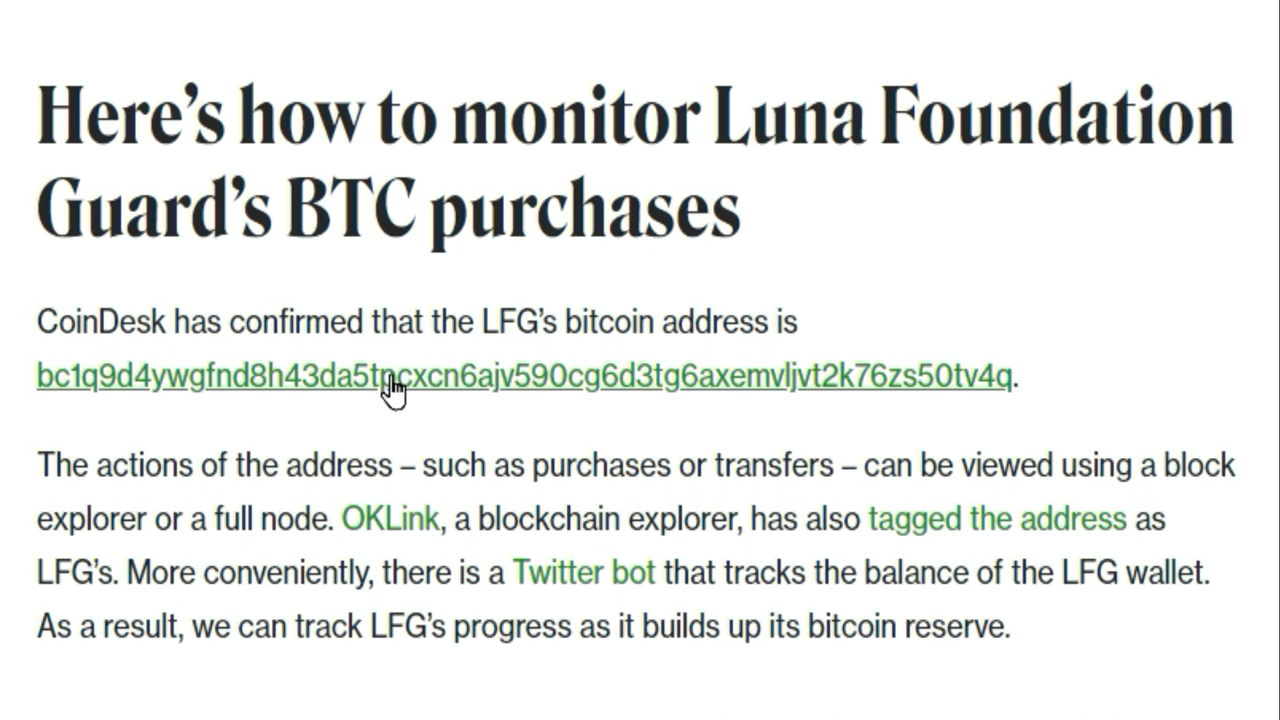 Here’s how to monitor Luna Foundation
Guard’s BTC purchases
CoinDesk has confirmed that the LFG’s bitcoin address is
bc1q9d4ywgfnd8h43da5tpcxcn6ajv590cg6d3tg6axemvljvt2k76zs50tv4q.
The actions of the address – such as purchases or transfers – can be viewed using a block
explorer or a full node. OKLink, a blockchain explorer, has also tagged the address as
LFG’s. More conveniently, there is a Twitter bot that tracks the balance of the LFG wallet.
As a result, we can track LFG’s progress as it builds up its bitcoin reserve.